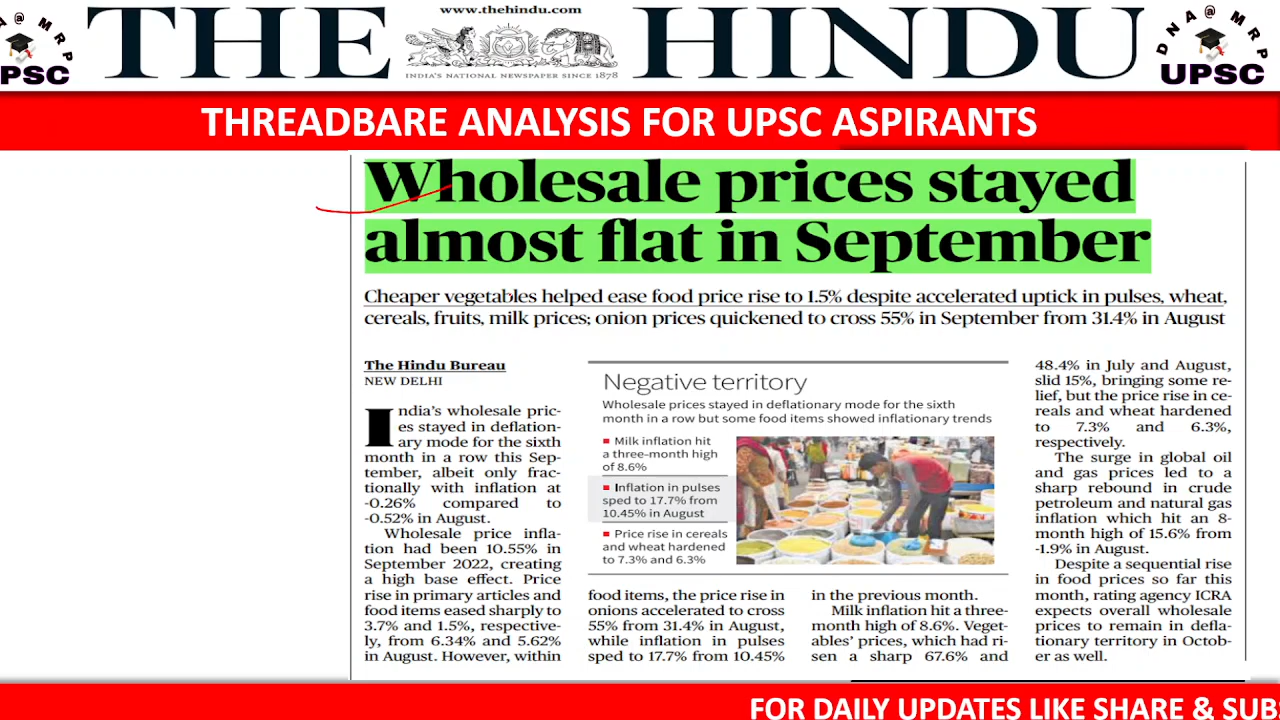 www.thehindu.com
THE HINDU
INDIA'S NATIONAL NEWSPAPER SINCE 1878
DNA@MRP
UPSC
THREADBARE ANALYSIS FOR UPSC ASPIRANTS
Wholesale prices stayed
almost flat in September
Cheaper vegetables helped ease food price rise to 1.5% despite accelerated uptick in pulses, wheat,
cereals, fruits, milk prices; onion prices quickened to cross 55% in September from 31.4% in August
The Hindu Bureau
NEW DELHI
India's wholesale pric-
es stayed in deflation-
ary mode for the sixth
month in a row this Sep-
tember, albeit only frac-
tionally with inflation at
-0.26% compared to
-0.52% in August.
Wholesale price infla-
tion had been 10.55% in
September 2022, creating
a high base effect. Price
rise in primary articles and
food items eased sharply to
3.7% and 1.5%, respective-
ly, from 6.34% and 5.62%
in August. However, within
Negative territory
Wholesale prices stayed in deflationary mode for the sixth
month in a row but some food items showed inflationary trends
Milk inflation hit
a three-month high
of 8.6%
Inflation in pulses
sped to 17.7% from
10.45% in August
Price rise in cereals
and wheat hardened
to 7.3% and 6.3%
food items, the price rise in
onions accelerated to cross
55% from 31.4% in August,
while inflation in pulses
sped to 17.7% from 10.45%
in the previous month.
Milk inflation hit a three-
month high of 8.6%. Veget-
ables' prices, which had ri-
sen a sharp 67.6% and
48.4% in July and August,
slid 15%, bringing some re-
lief, but the price rise in ce-
reals and wheat hardened
to 7.3% and 6.3%,
respectively.
The surge in global oil
and gas prices led to a
sharp rebound in crude
petroleum and natural gas
inflation which hit an 8-
month high of 15.6% from
-1.9% in August.
Despite a sequential rise
in food prices so far this
month, rating agency ICRA
expects overall wholesale
prices to remain in defla-
tionary territory in Octob-
er as well.
FOR DAILY UPDATES LIKE SHARE & SUB